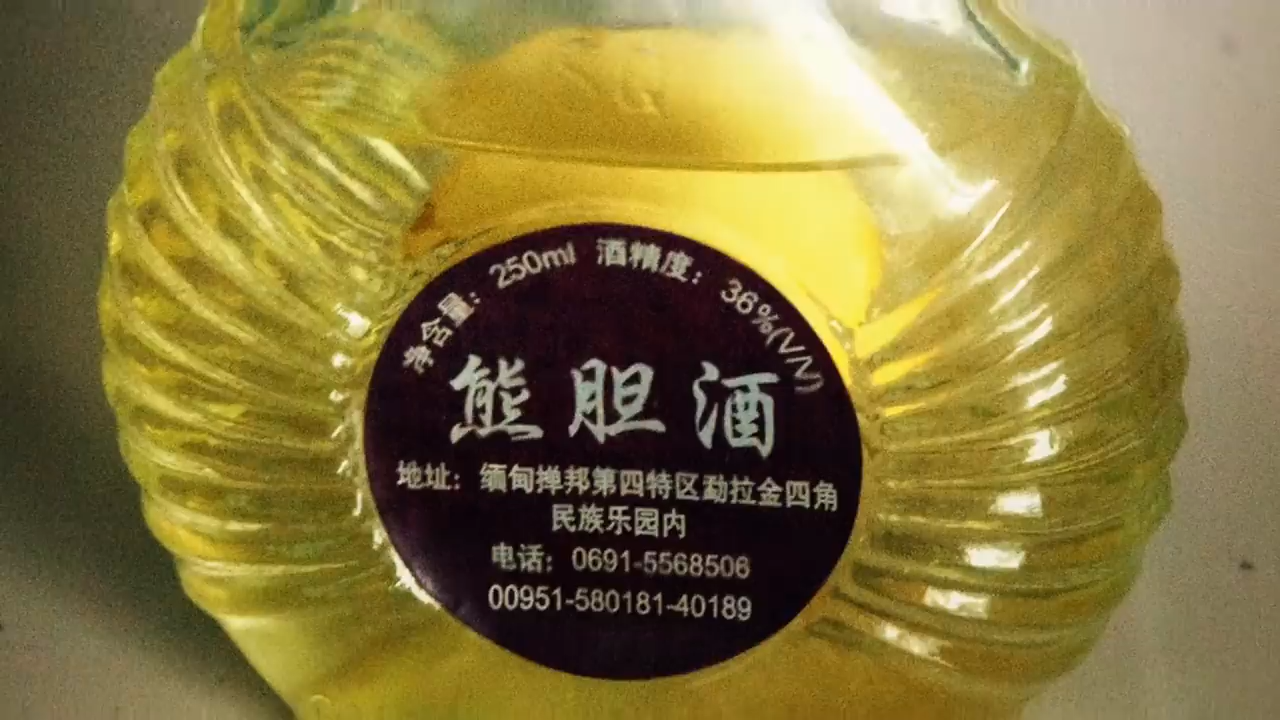 净含量：250ml 酒精度：36%(V/V)
熊胆酒
地址：缅甸掸邦第四特区勐拉金四角
民族乐园内
电话：0691-5568506
00951-580181-40189